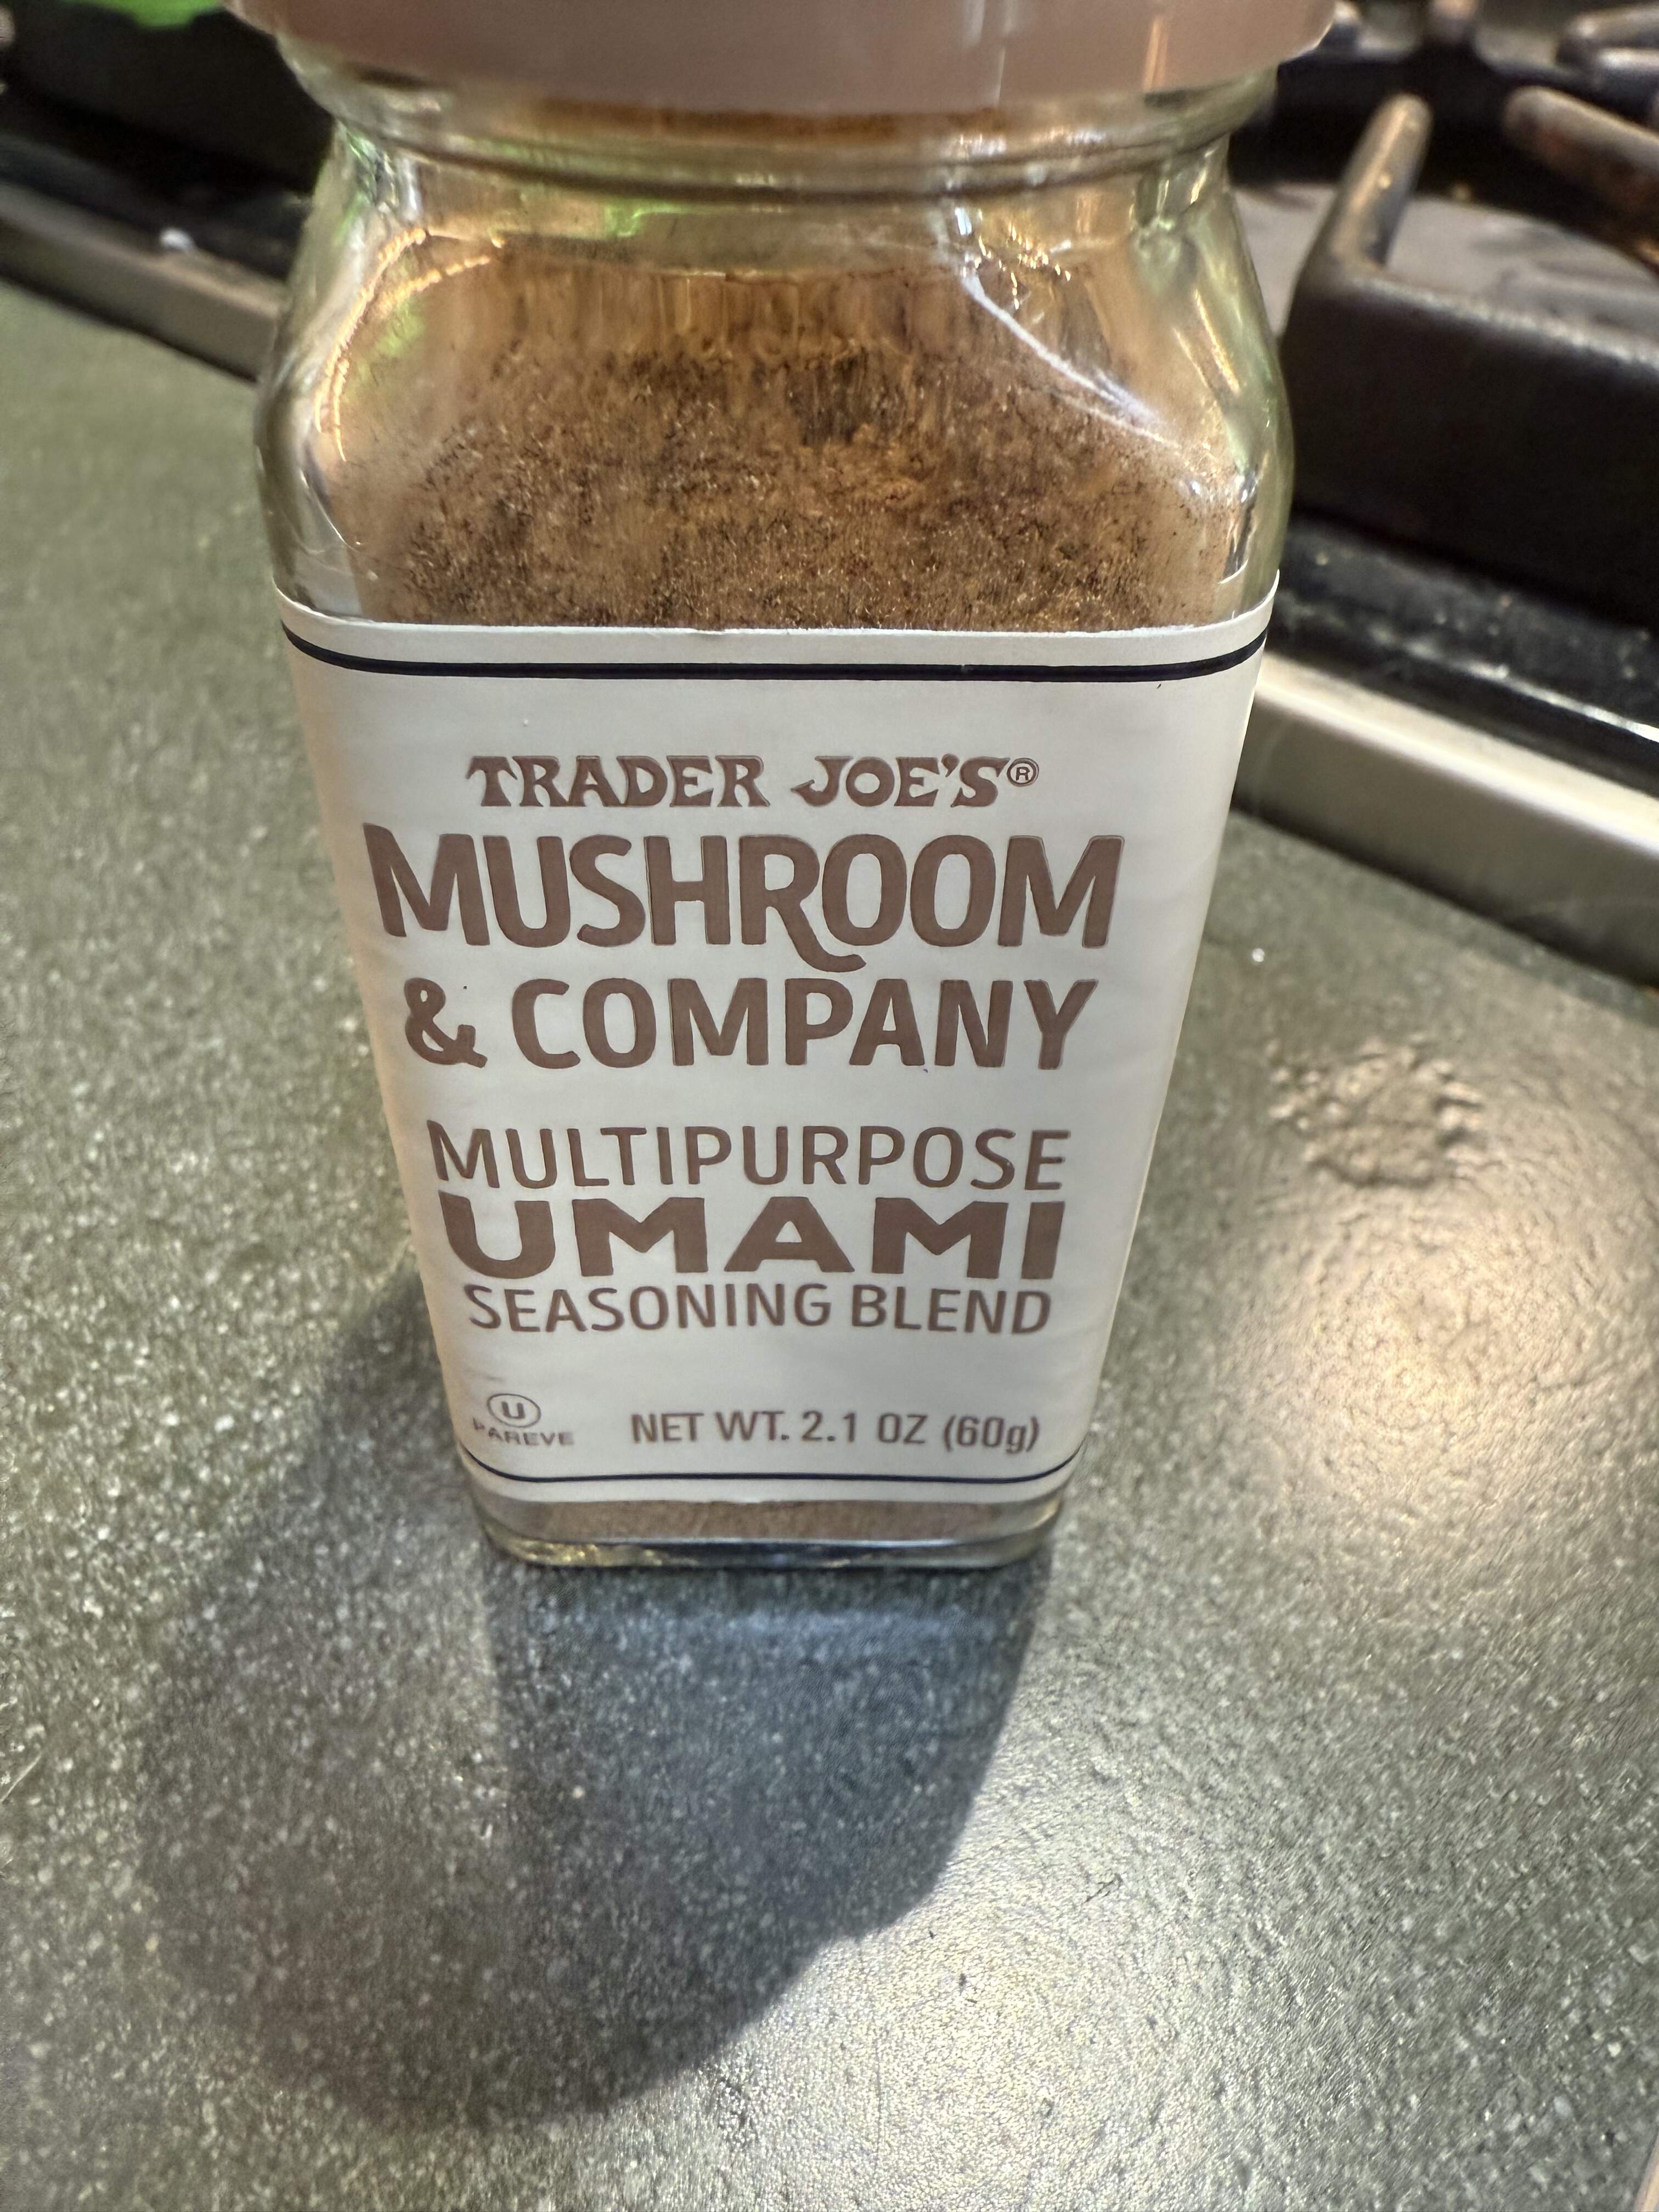 TRADER JOE'S®
MUSHROOM
& COMPANY
MULTIPURPOSE
UMAMI
SEASONING BLEND
U
PAREVE
NET WT. 2.1 OZ (60g)